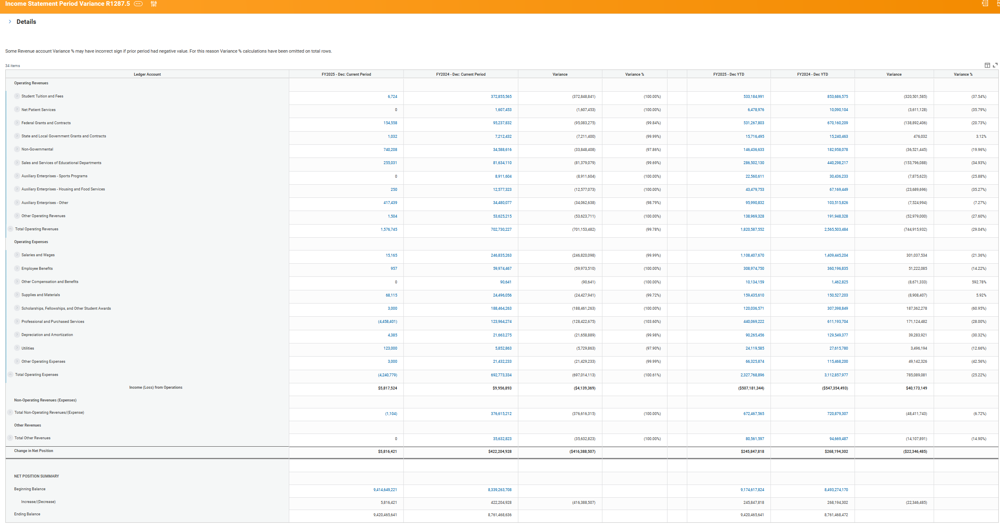 Income Statement Period Variance R1287.5
Details
Some Revenue account Variance % may have incorrect sign if prior period had negative value. For this reason Variance % calculations have been omitted on total rows.
34 items
Ledger Account FY2025 - Dec: Current Period FY2024 - Dec: Current Period Variance Variance % FY2025 - Dec YTD FY2024 - Dec YTD Variance Variance %
Operating Revenues
Student Tuition and Fees 6,724 372,855,565 (372,848,841) (100.00%) 533,184,991 853,686,575 (320,501,585) (37.54%)
Net Patient Services 0 1,607,453 (1,607,453) (100.00%) 6,478,976 10,090,104 (3,611,128) (35.79%)
Federal Grants and Contracts 154,558 95,237,832 (95,083,275) (99.84%) 531,267,803 670,160,209 (138,892,406) (20.73%)
State and Local Government Grants and Contracts 1,032 7,212,432 (7,211,400) (99.99%) 15,716,495 15,240,463 476,032 3.12%
Non-Governmental 740,208 34,588,616 (33,848,408) (97.86%) 146,436,633 182,958,078 (36,521,445) (19.96%)
Sales and Services of Educational Departments 255,031 81,634,110 (81,379,079) (99.69%) 286,502,130 440,298,217 (153,796,088) (34.93%)
Auxiliary Enterprises - Sports Programs 0 8,911,604 (8,911,604) (100.00%) 22,560,611 30,436,233 (7,875,623) (25.88%)
Auxiliary Enterprises - Housing and Food Services 250 12,577,323 (12,577,073) (100.00%) 43,479,753 67,169,449 (23,689,696) (35.27%)
Auxiliary Enterprises - Other 417,439 34,480,077 (34,062,638) (98.79%) 95,990,832 103,515,826 (7,524,994) (7.27%)
Other Operating Revenues 1,504 53,625,215 (53,623,711) (100.00%) 138,969,328 191,948,328 (52,979,000) (27.60%)
Total Operating Revenues 1,576,745 702,730,227 (701,153,482) (99.78%) 1,820,587,552 2,565,503,484 (744,915,932) (29.04%)
Operating Expenses
Salaries and Wages 15,165 246,835,263 (246,820,098) (99.99%) 1,108,407,670 1,409,445,204 301,037,534 (21.36%)
Employee Benefits 957 59,974,467 (59,973,510) (100.00%) 308,974,750 360,196,835 51,222,085 (14.22%)
Other Compensation and Benefits 0 90,641 (90,641) (100.00%) 10,134,159 1,462,825 (8,671,333) 592.78%
Supplies and Materials 68,115 24,496,056 (24,427,941) (99.72%) 159,435,610 150,527,203 (8,908,407) 5.92%
Scholarships, Fellowships, and Other Student Awards 3,000 188,464,263 (188,461,263) (100.00%) 120,036,571 307,398,849 187,362,278 (60.95%)
Professional and Purchased Services (4,458,401) 123,964,274 (128,422,675) (103.60%) 440,069,222 611,193,704 171,124,482 (28.00%)
Depreciation and Amortization 4,385 21,663,275 (21,658,889) (99.98%) 90,265,456 129,549,377 39,283,921 (30.32%)
Utilities 123,000 5,852,863 (5,729,863) (97.90%) 24,119,585 27,615,780 3,496,194 (12.66%)
Other Operating Expenses 3,000 21,432,233 (21,429,233) (99.99%) 66,325,874 115,468,200 49,142,326 (42.56%)
Total Operating Expenses (4,240,779) 692,773,334 (697,014,113) (100.61%) 2,327,768,896 3,112,857,977 785,089,081 (25.22%)
Income (Loss) from Operations $5,817,524 $9,956,893 ($4,139,369) ($507,181,344) ($547,354,493) $40,173,149
Non-Operating Revenues (Expenses)
Total Non-Operating Revenues/(Expense) (1,104) 376,615,212 (376,616,315) (100.00%) 672,467,565 720,879,307 (48,411,743) (6.72%)
Other Revenues
Total Other Revenues 0 35,632,823 (35,632,823) (100.00%) 80,561,597 94,669,487 (14,107,891) (14.90%)
Change in Net Position $5,816,421 $422,204,928 ($416,388,507) $245,847,818 $268,194,302 ($22,346,485)
NET POSITION SUMMARY
Beginning Balance 9,414,649,221 8,339,263,708 9,174,617,824 8,493,274,170
Increase/(Decrease) 5,816,421 422,204,928 (416,388,507) 245,847,818 268,194,302 (22,346,485)
Ending Balance 9,420,465,641 8,761,468,636 9,420,465,641 8,761,468,472